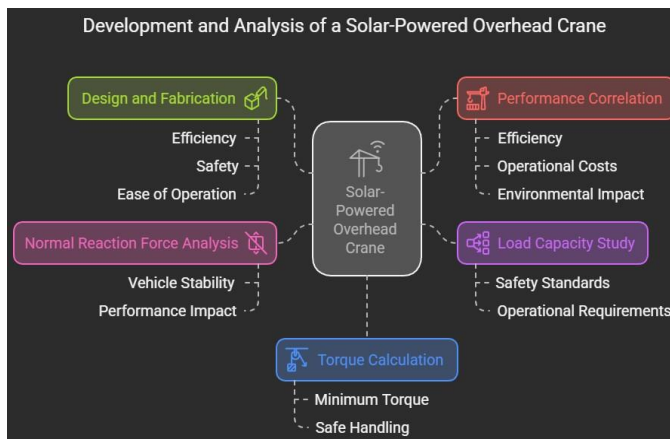 Development and Analysis of a Solar-Powered Overhead Crane
Design and Fabrication
Efficiency
Safety
Ease of Operation
Normal Reaction Force Analysis
Vehicle Stability
Performance Impact
Solar-
Powered
Overhead
Crane
Performance Correlation
Efficiency
Operational Costs
Environmental Impact
Load Capacity Study
Safety Standards
Operational Requirements
Torque Calculation
Minimum Torque
Safe Handling